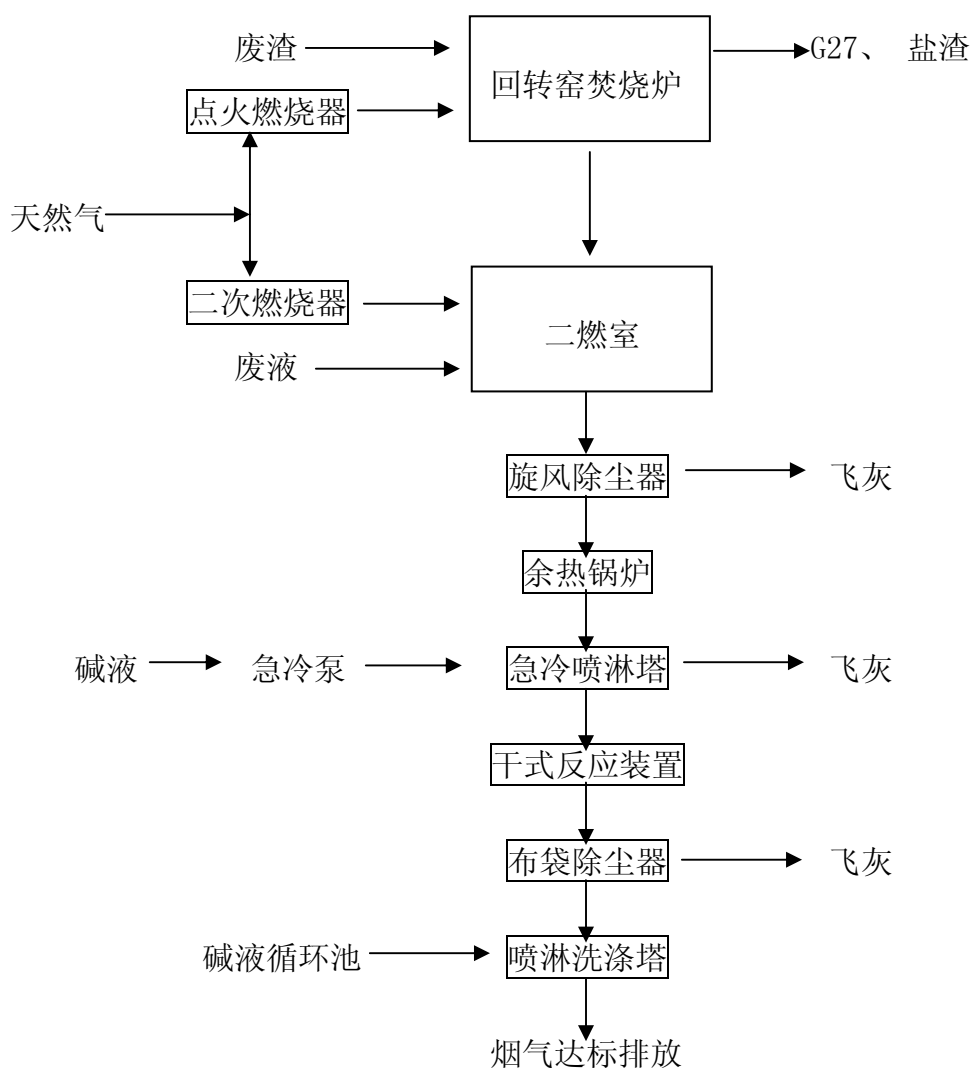 废渣
G27、 盐渣
回转窑焚烧炉
点火燃烧器
天然气
二次燃烧器
二燃室
废液
旋风除尘器
飞灰
余热锅炉
碱液
急冷泵
急冷喷淋塔
飞灰
干式反应装置
布袋除尘器
飞灰
碱液循环池
喷淋洗涤塔
烟气达标排放